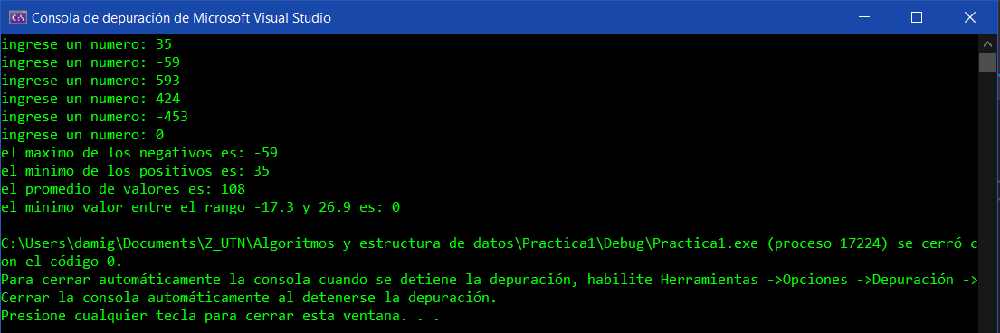 Consola de depuración de Microsoft Visual Studio
ingrese un numero: 35
ingrese un numero: -59
ingrese un numero: 593
ingrese un numero: 424
ingrese un numero: -453
ingrese un numero: 0
el maximo de los negativos es: -59
el minimo de los positivos es: 35
el promedio de valores es: 108
el minimo valor entre el rango -17.3 y 26.9 es: 0
C:\Users\damig\Documents\Z_UTN\Algoritmos y estructura de datos\Practica1\Debug\Practica1.exe (proceso 17224) se cerró c
on el código 0.
Para cerrar automáticamente la consola cuando se detiene la depuración, habilite Herramientas ->Opciones ->Depuración ->
Cerrar la consola automáticamente al detenerse la depuración.
Presione cualquier tecla para cerrar esta ventana. . .